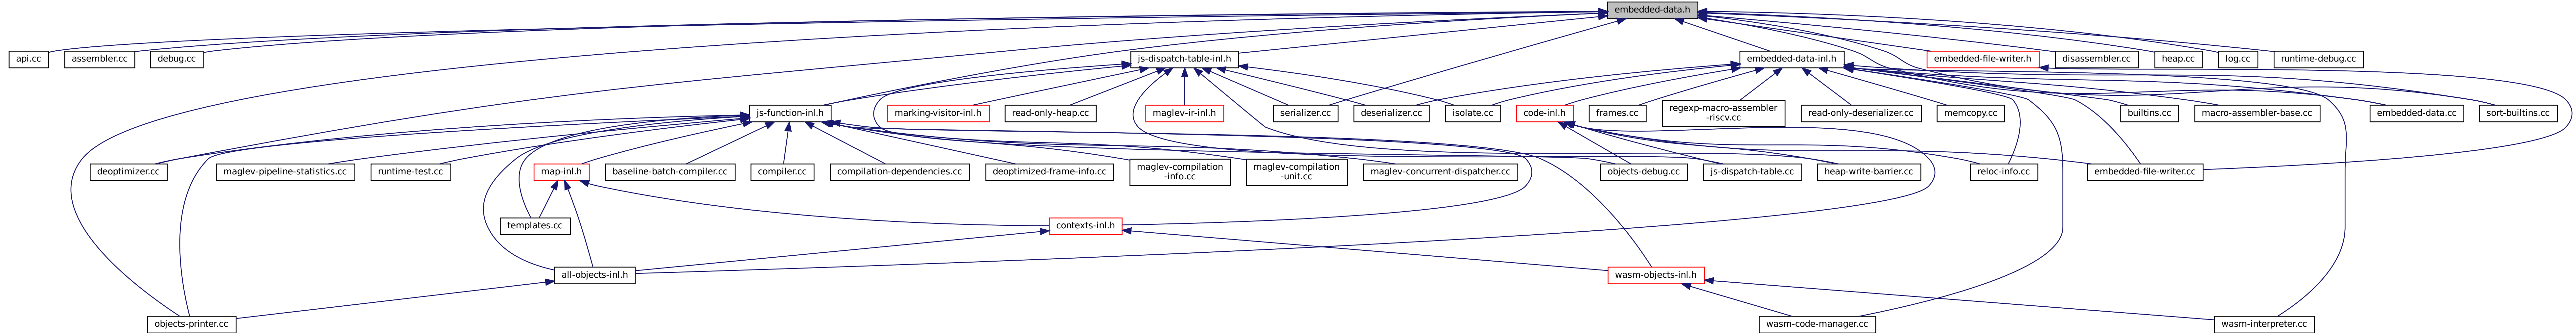 embedded-data.h
api.cc
assembler.cc
debug.cc
js-dispatch-table-inl.h
embedded-data-inl.h
embedded-file-writer.h
disassembler.cc
heap.cc
log.cc
runtime-debug.cc
js-function-inl.h
marking-visitor-inl.h
read-only-heap.cc
maglev-ir-inl.h
serializer.cc
deserializer.cc
isolate.cc
code-inl.h
frames.cc
regexp-macro-assembler
-riscv.cc
read-only-deserializer.cc
memcopy.cc
builtins.cc
macro-assembler-base.cc
embedded-data.cc
sort-builtins.cc
deoptimizer.cc
maglev-pipeline-statistics.cc
runtime-test.cc
map-inl.h
baseline-batch-compiler.cc
compiler.cc
compilation-dependencies.cc
deoptimized-frame-info.cc
maglev-compilation
-info.cc
maglev-compilation
-unit.cc
maglev-concurrent-dispatcher.cc
objects-debug.cc
js-dispatch-table.cc
heap-write-barrier.cc
reloc-info.cc
embedded-file-writer.cc
templates.cc
contexts-inl.h
all-objects-inl.h
wasm-objects-inl.h
objects-printer.cc
wasm-code-manager.cc
wasm-interpreter.cc